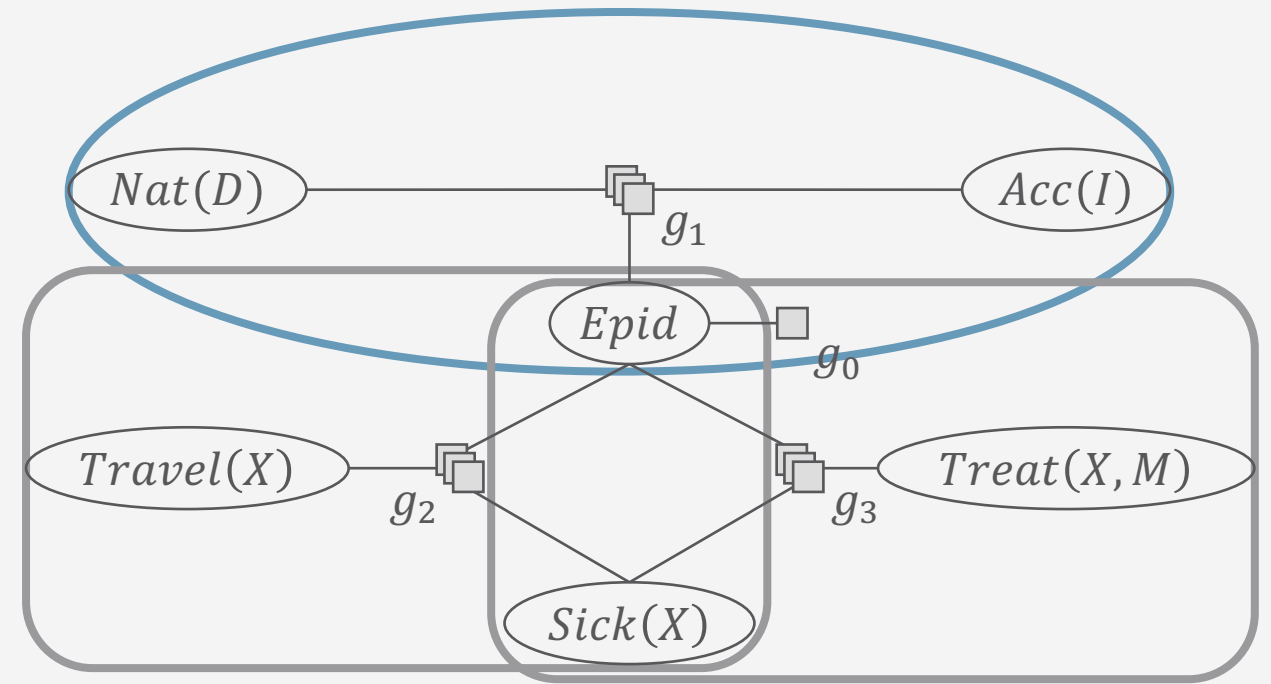 Nat(D)
Acc(I)
g₁
Epid
g₀
Travel(X)
Treat(X, M)
g₂
g₃
Sick(X)